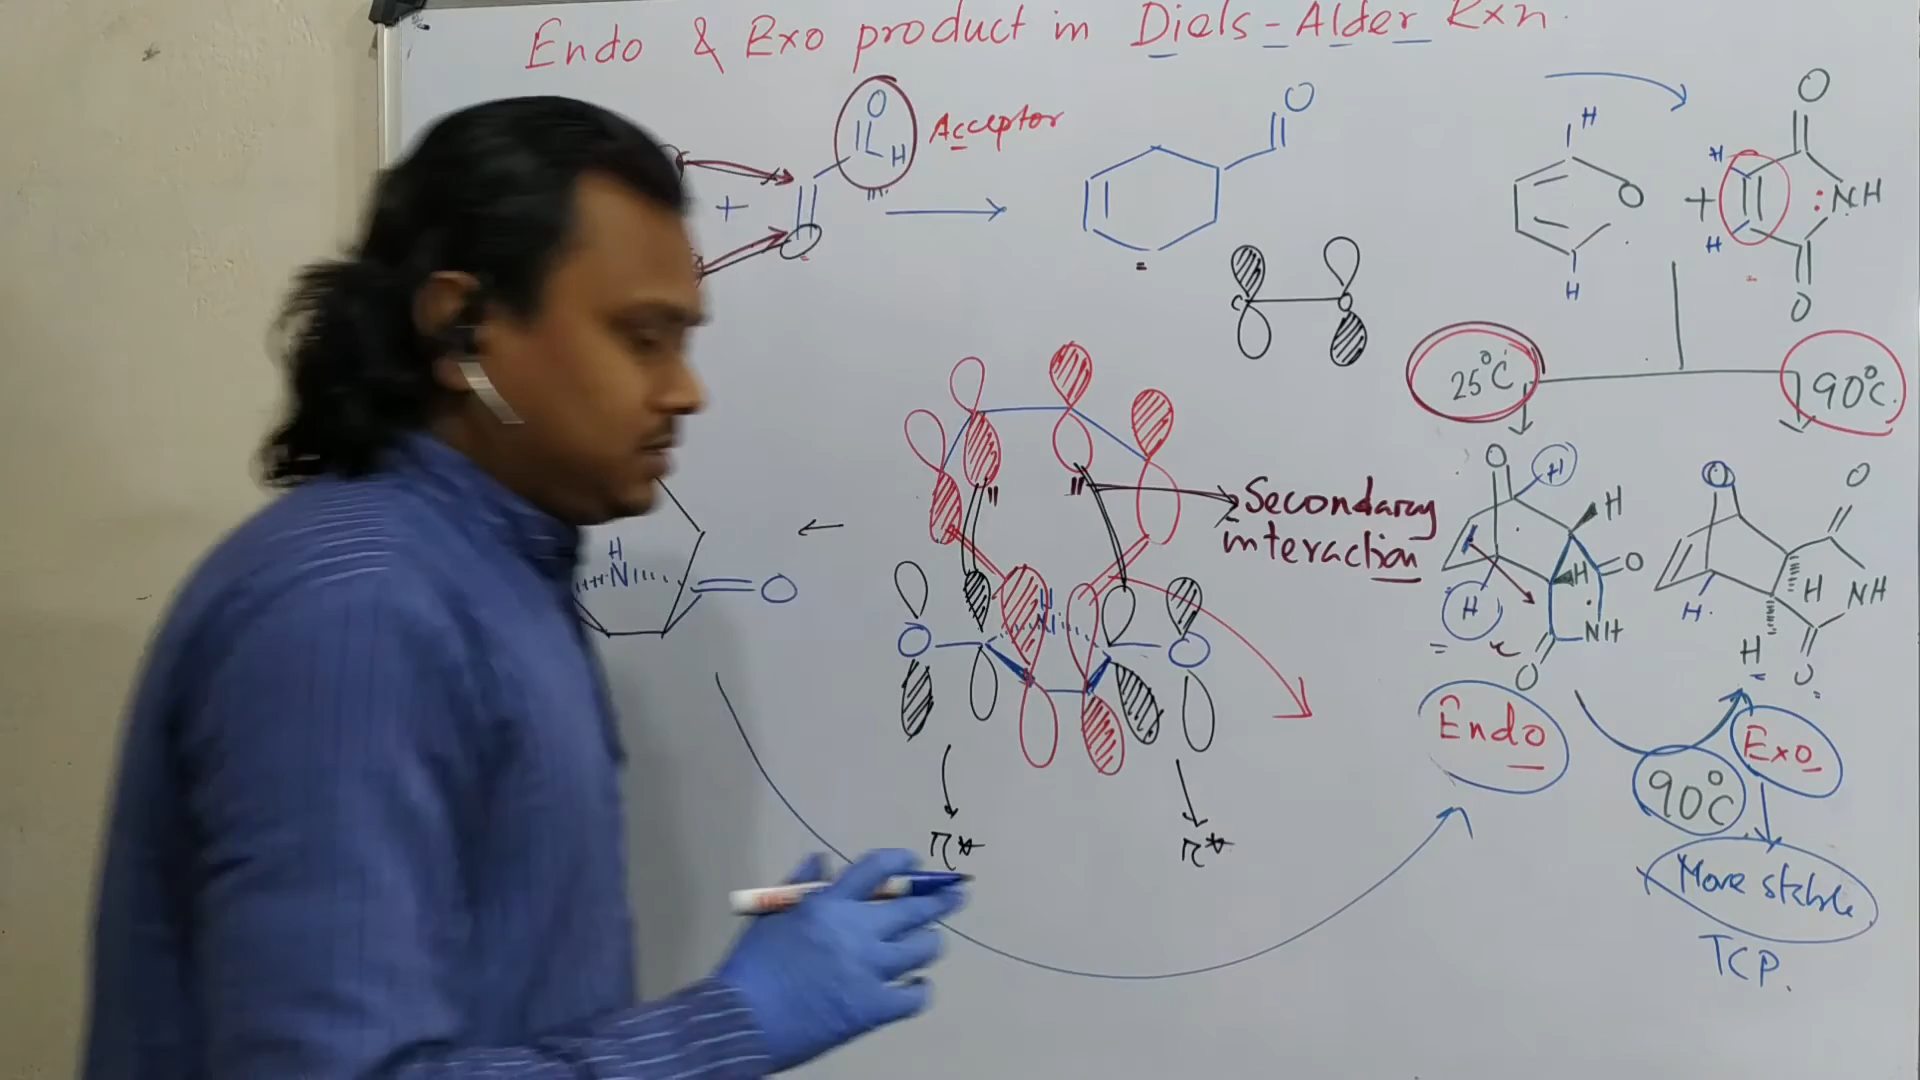 Endo & Exo product in Diels-Alder Rxn.
O
H
Acceptor
+
O
H
O
H
+
H
H
O
NH
O
C
O
25°C
90°C.
Secondary
interaction
H
N
O
O
N
O
O
H
H
H
H
O
NH
O
O
O
H
H
NH
H
O
Endo
Exo
90°C
π*
π*
More stable
TCP.